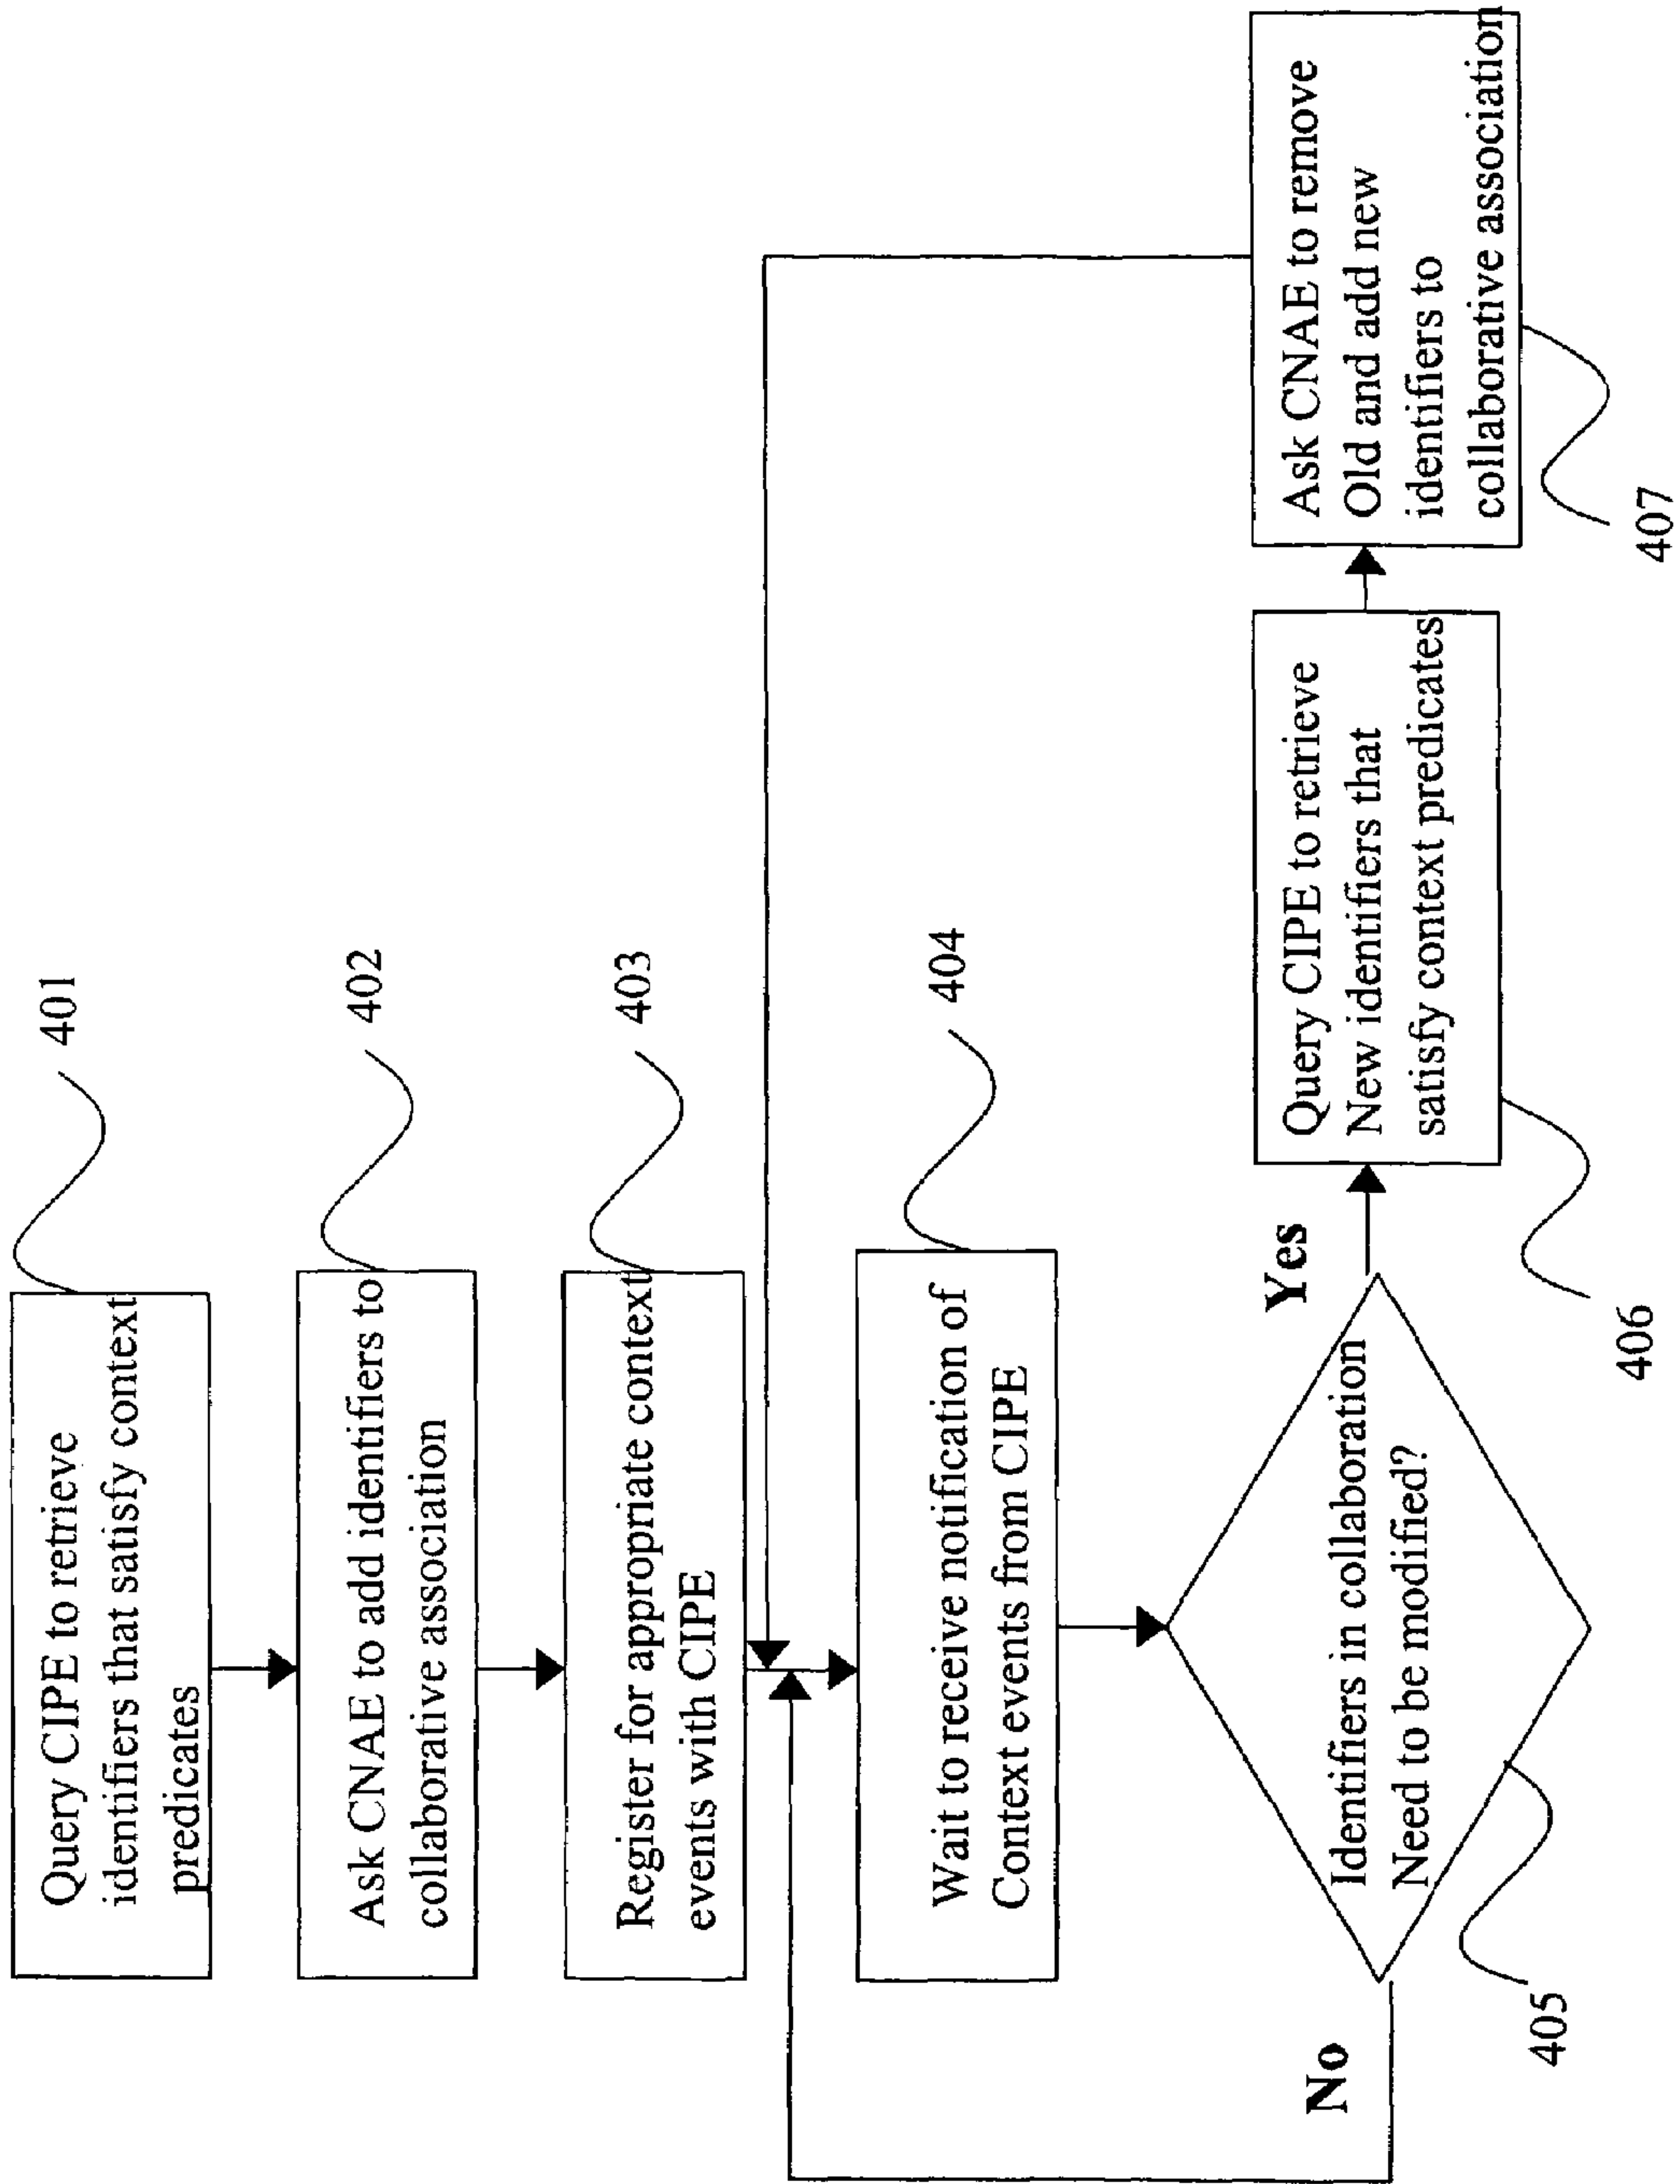 Query CIPE to retrieve
identifiers that satisfy context
predicates
401
Ask CNAE to add identifiers to
collaborative association
402
Register for appropriate context
events with CIPE
403
Wait to receive notification of
Context events from CIPE
404
Identifiers in collaboration
Need to be modified?
405
No
Yes
Query CIPE to retrieve
New identifiers that
satisfy context predicates
406
Ask CNAE to remove
Old and add new
identifiers to
collaborative association
407